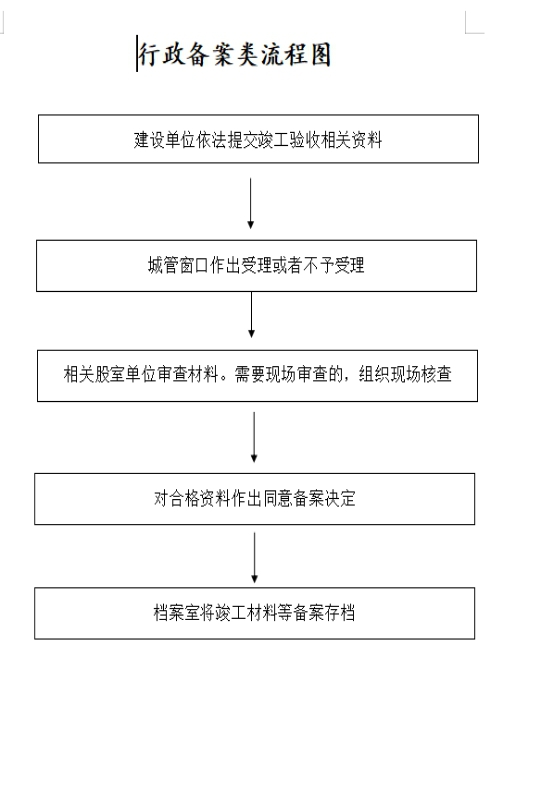 行政备案类流程图
建设单位依法提交竣工验收相关资料
城管窗口作出受理或者不予受理
相关股室单位审查材料。需要现场审查的，组织现场核查
对合格资料作出同意备案决定
档案室将竣工材料等备案存档